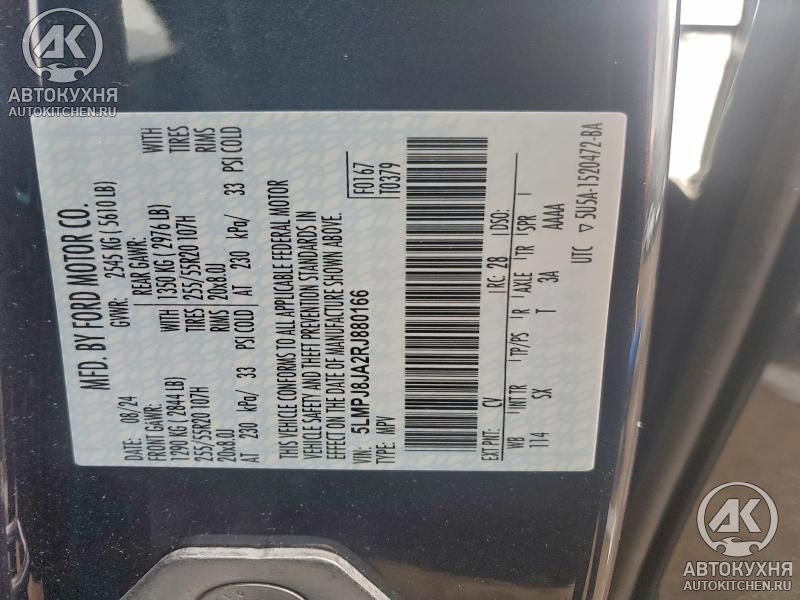 АВТОКУХНЯ
AUTOKITCHEN.RU
MFD. BY FORD MOTOR CO.
DATE: 08/24 GVWR: 2545 KG ( 5610 LB)
FRONT GAWR: REAR GAWR: WITH
1290 KG ( 2844 LB) 1350 KG ( 2976 LB) TIRES
255/55R20 107H 255/55R20 107H RIMS
20x8.0J 20x8.0J
AT 230 kPa/ 33 PSI COLD AT 230 kPa/ 33 PSI COLD
THIS VEHICLE CONFORMS TO ALL APPLICABLE FEDERAL MOTOR
VEHICLE SAFETY AND THEFT PREVENTION STANDARDS IN
EFFECT ON THE DATE OF MANUFACTURE SHOWN ABOVE.
VIN: 5LMPJ8JA2RJ880166
TYPE: MPV
F0167
T0379
EXT PNT: CV RC: 28 DSO:
WB INT TR TP/PS R AXLE TR SPR
114 SX T 3A AAAA
UTC ▽ 5U5A-1520472-BA
АВТОКУХНЯ
AUTOKITCHEN.RU